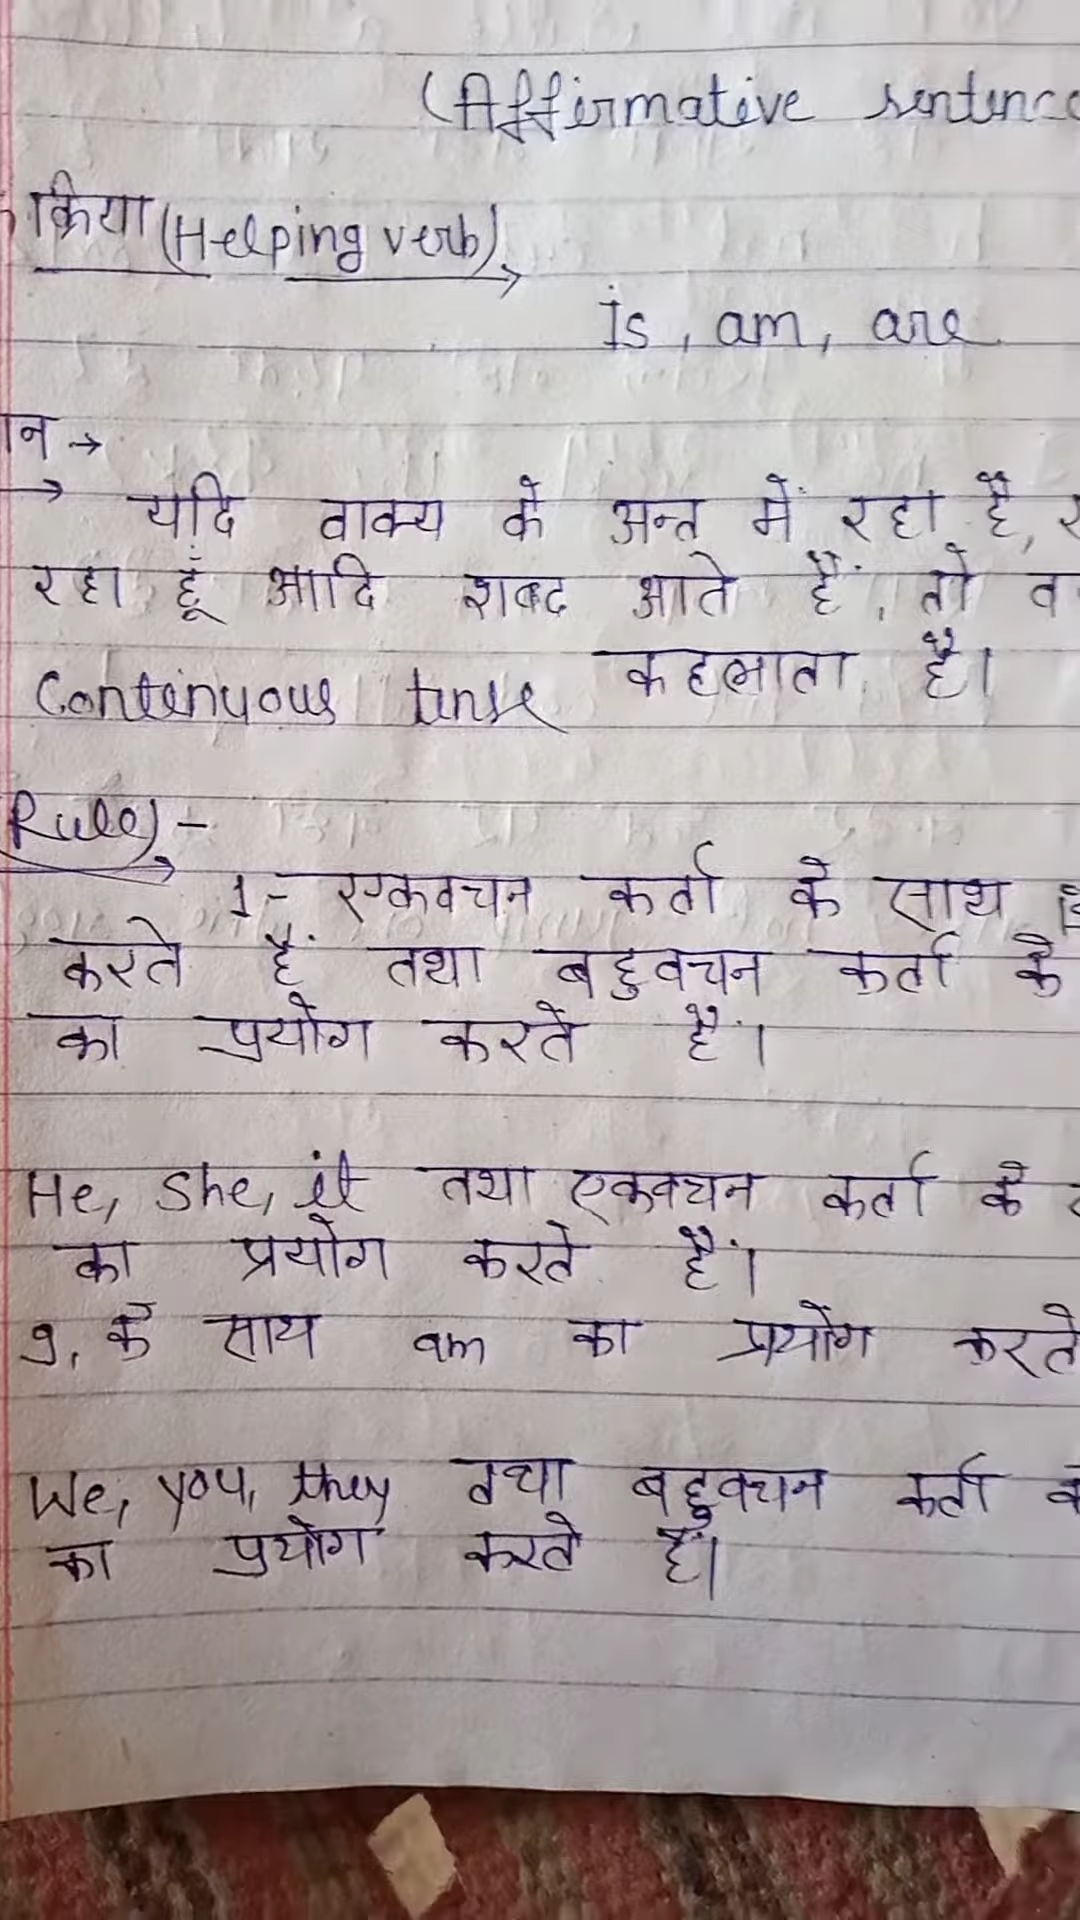 (Affirmative sentence
क्रिया (Helping verb)
Is, am, are
→
यदि वाक्य के अन्त में रहा है,
रहा हूँ आदि शब्द आते हैं, तो
Contenuous tense कहलाता है।
Rule) -
1- एकवचन कर्ता के साथ
करते हैं तथा बहुवचन कर्ता के
का प्रयोग करते हैं।
He, she, it तथा एकवचन कर्ता के
का प्रयोग करते हैं।
I, के साथ am का प्रयोग करते
We, you, they तथा बहुवचन कर्ता
का प्रयोग करते हैं।